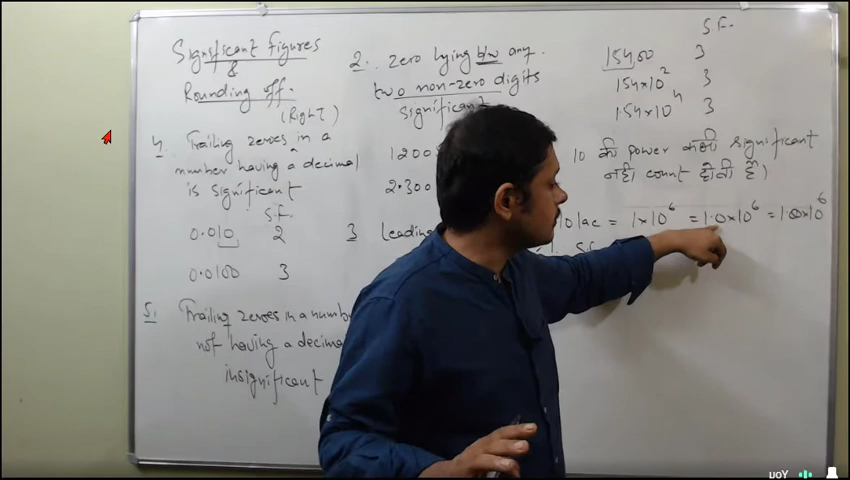 Significant Figures
&
Rounding off.
(Right)
4. Trailing zeroes in a
number having a decimal
is significant
S.F.
0.010 2
0.0100 3
5. Trailing zeroes in a numb
not having a decima
insignificant
2. Zero lying b/w any
two non-zero digits
significant
1200
2.300
3 leading
S.F.
15400 3
154×10² 3
154×10⁴ 3
10 की power कभी significant
नही count होती है।
10 lac = 1×10⁶ = 1.0×10⁶ = 1.00×10⁶
S.F.